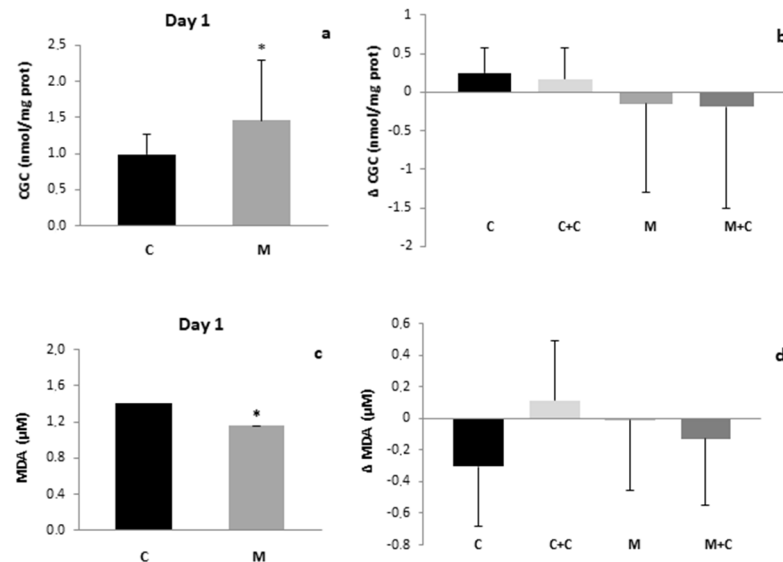 Day 1
a
CGC (nmol/mg prot)
2,5
2,0
1,5
1,0
0,5
0,0
*
C M
b
Δ CGC (nmol/mg prot)
1
0,5
0
-0,5
-1
-1,5
-2
C C+C M M+C
Day 1
c
MDA (µM)
2,0
1,6
1,2
0,8
0,4
0,0
*
C M
d
Δ MDA (µM)
0,6
0,4
0,2
0
-0,2
-0,4
-0,6
-0,8
C C+C M M+C